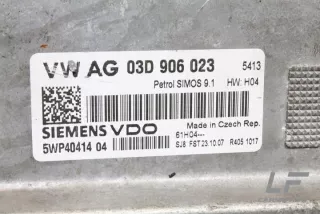 VW AG 03D 906 023 5413
Petrol SIMOS 9.1 HW: H04
SIEMENS VDO Made in Czech Rep.
61H04---
5WP40414 04 SJ8 FST 23.10.07 R405 1017
LF